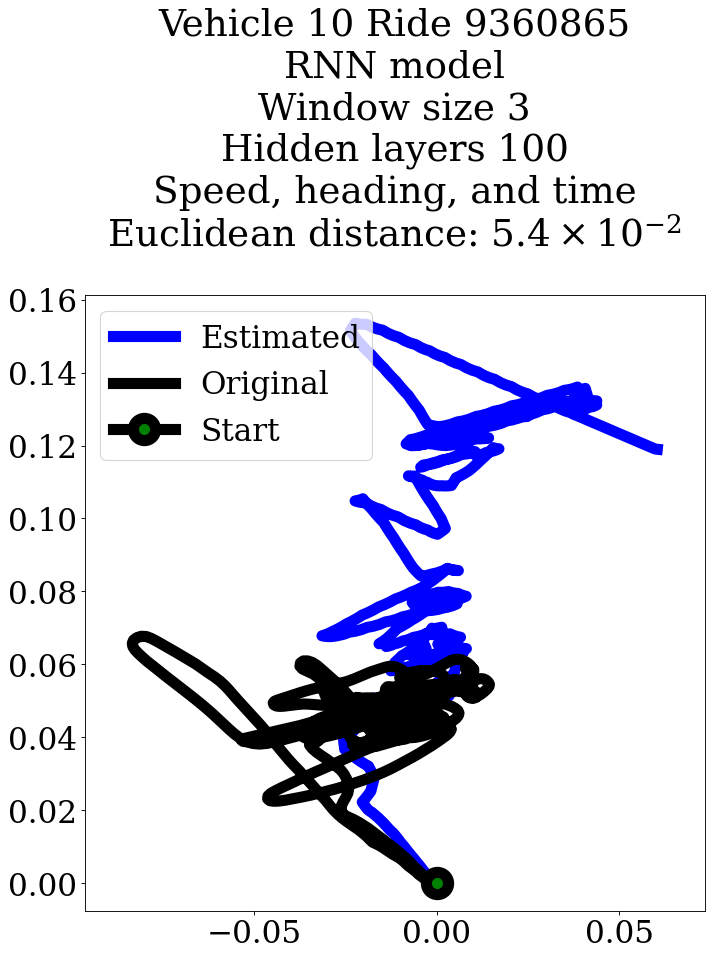 Vehicle 10 Ride 9360865
RNN model
Window size 3
Hidden layers 100
Speed, heading, and time
Euclidean distance: 5.4 × 10⁻²
0.16
0.14
0.12
0.10
0.08
0.06
0.04
0.02
0.00
Estimated
Original
Start
−0.05 0.00 0.05